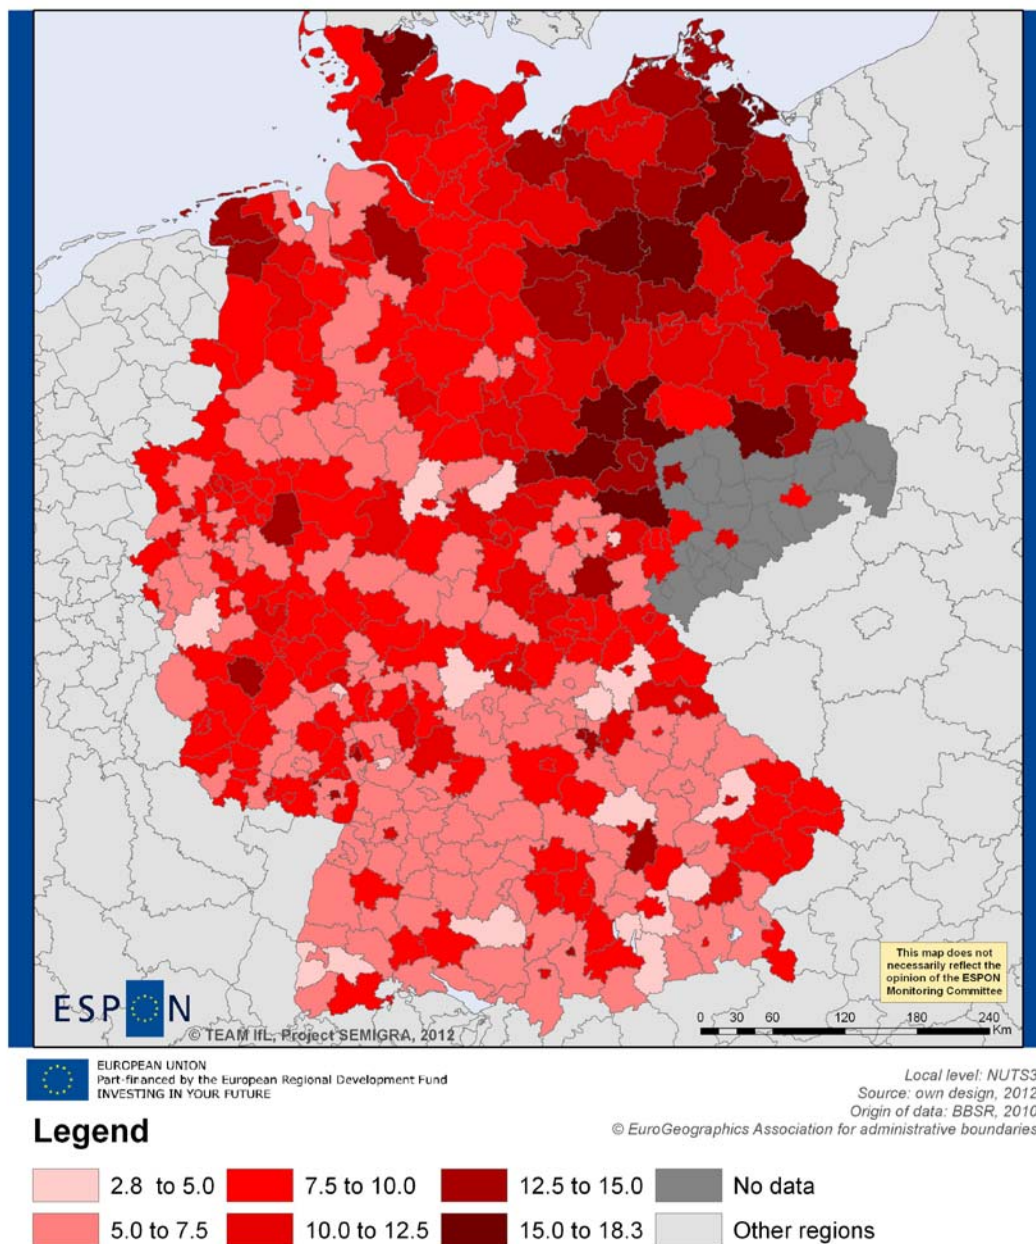 This map does not
necessarily reflect the
opinion of the ESPON
Monitoring Committee
ESPON
© TEAM IfL, Project SEMIGRA, 2012
0 30 60 120 180 240
Km
EUROPEAN UNION
Part-financed by the European Regional Development Fund
INVESTING IN YOUR FUTURE
Local level: NUTS3
Source: own design, 2012
Origin of data: BBSR, 2010
© EuroGeographics Association for administrative boundaries
Legend
2.8 to 5.0 7.5 to 10.0 12.5 to 15.0 No data
5.0 to 7.5 10.0 to 12.5 15.0 to 18.3 Other regions